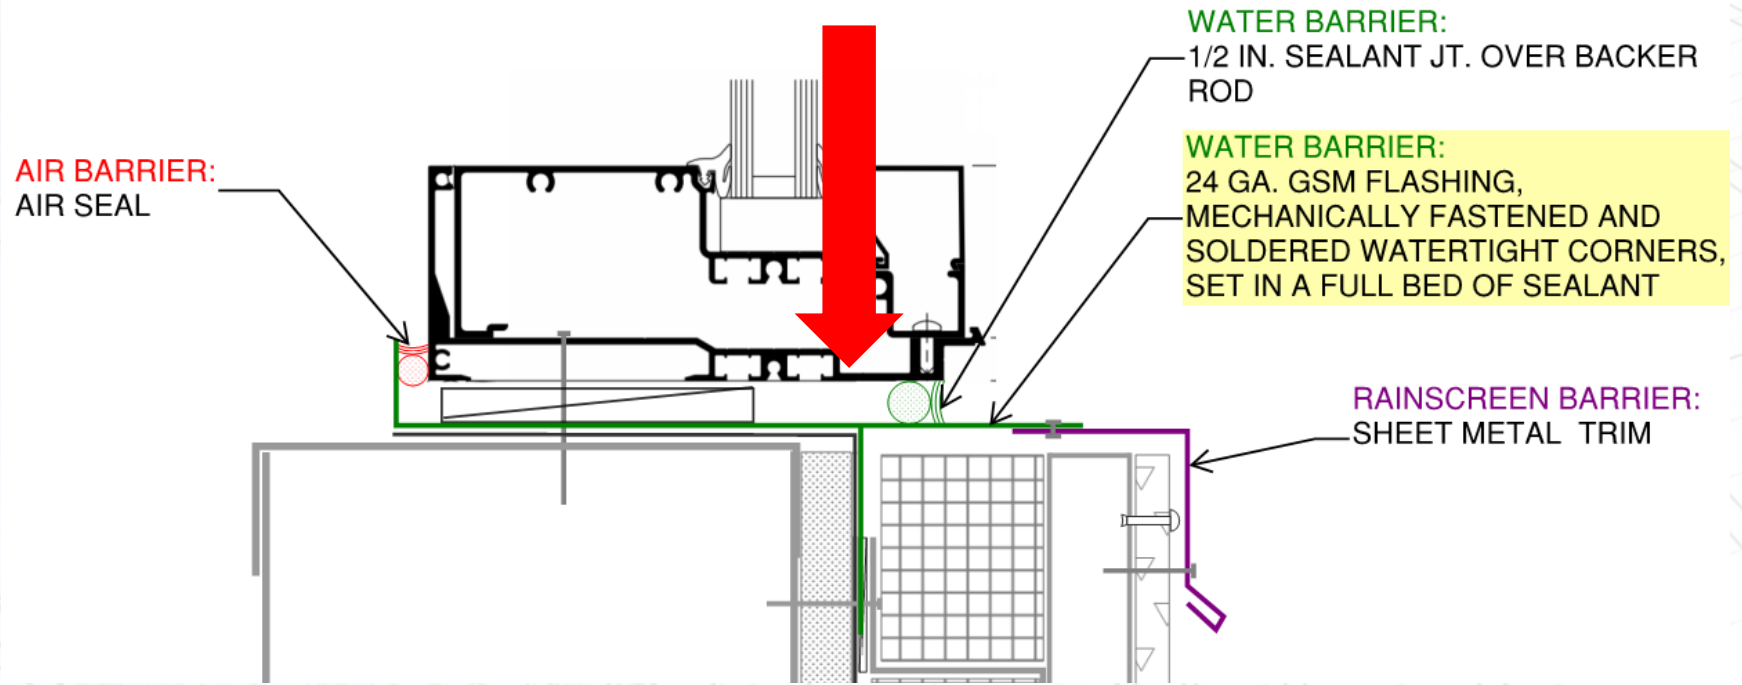 WATER BARRIER:
1/2 IN. SEALANT JT. OVER BACKER
ROD
WATER BARRIER:
24 GA. GSM FLASHING,
MECHANICALLY FASTENED AND
SOLDERED WATERTIGHT CORNERS,
SET IN A FULL BED OF SEALANT
AIR BARRIER:
AIR SEAL
RAINSCREEN BARRIER:
SHEET METAL TRIM